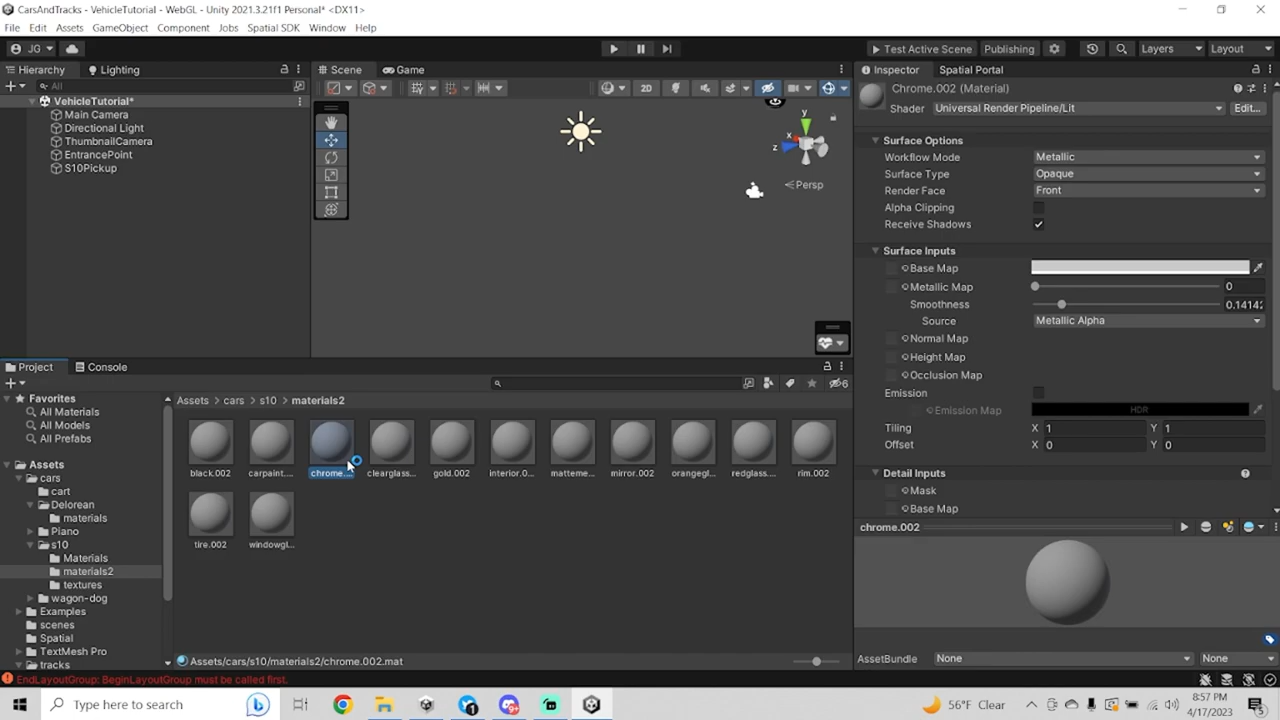 CarsAndTracks - VehicleTutorial - WebGL - Unity 2021.3.21f1 Personal* <DX11>
File Edit Assets GameObject Component Jobs Spatial SDK Window Help
JG Test Active Scene Publishing Layers Layout
Hierarchy Lighting Scene Game Inspector Spatial Portal
All 2D Chrome.002 (Material)
Shader Universal Render Pipeline/Lit Edit...
VehicleTutorial*
Main Camera
Directional Light
ThumbnailCamera
EntrancePoint
S10Pickup
y
x
z
Persp
Surface Options
Workflow Mode Metallic
Surface Type Opaque
Render Face Front
Alpha Clipping
Receive Shadows
Surface Inputs
Base Map
Metallic Map 0
Smoothness 0.1414
Source Metallic Alpha
Normal Map
Height Map
Occlusion Map
Emission
Emission Map HDR
Tiling X 1 Y 1
Offset X 0 Y 0
Detail Inputs
Mask
Base Map
Project Console
6
Favorites
All Materials
All Models
All Prefabs
Assets
cars
cart
Delorean
materials
Piano
s10
Materials
materials2
textures
wagon-dog
Examples
scenes
Spatial
TextMesh Pro
tracks
Assets > cars > s10 > materials2
black.002 carpaint.... chrome.... clearglass... gold.002 interior.0... matteme... mirror.002 orangegl... redglass.... rim.002
tire.002 windowgl...
Assets/cars/s10/materials2/chrome.002.mat
chrome.002
AssetBundle None None
EndLayoutGroup: BeginLayoutGroup must be called first.
Type here to search
1
9+
56°F Clear
8:57 PM
4/17/2023
5